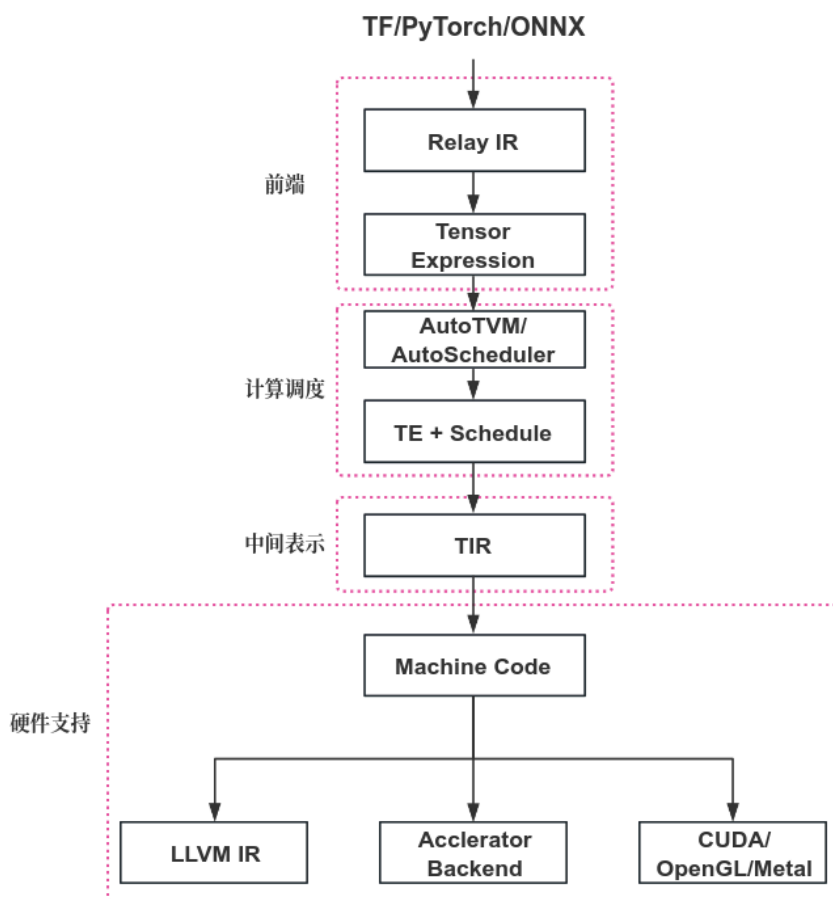 TF/PyTorch/ONNX
Relay IR
前端
Tensor
Expression
AutoTVM/
AutoScheduler
计算调度
TE + Schedule
中间表示
TIR
Machine Code
硬件支持
LLVM IR
Acclerator
Backend
CUDA/
OpenGL/Metal